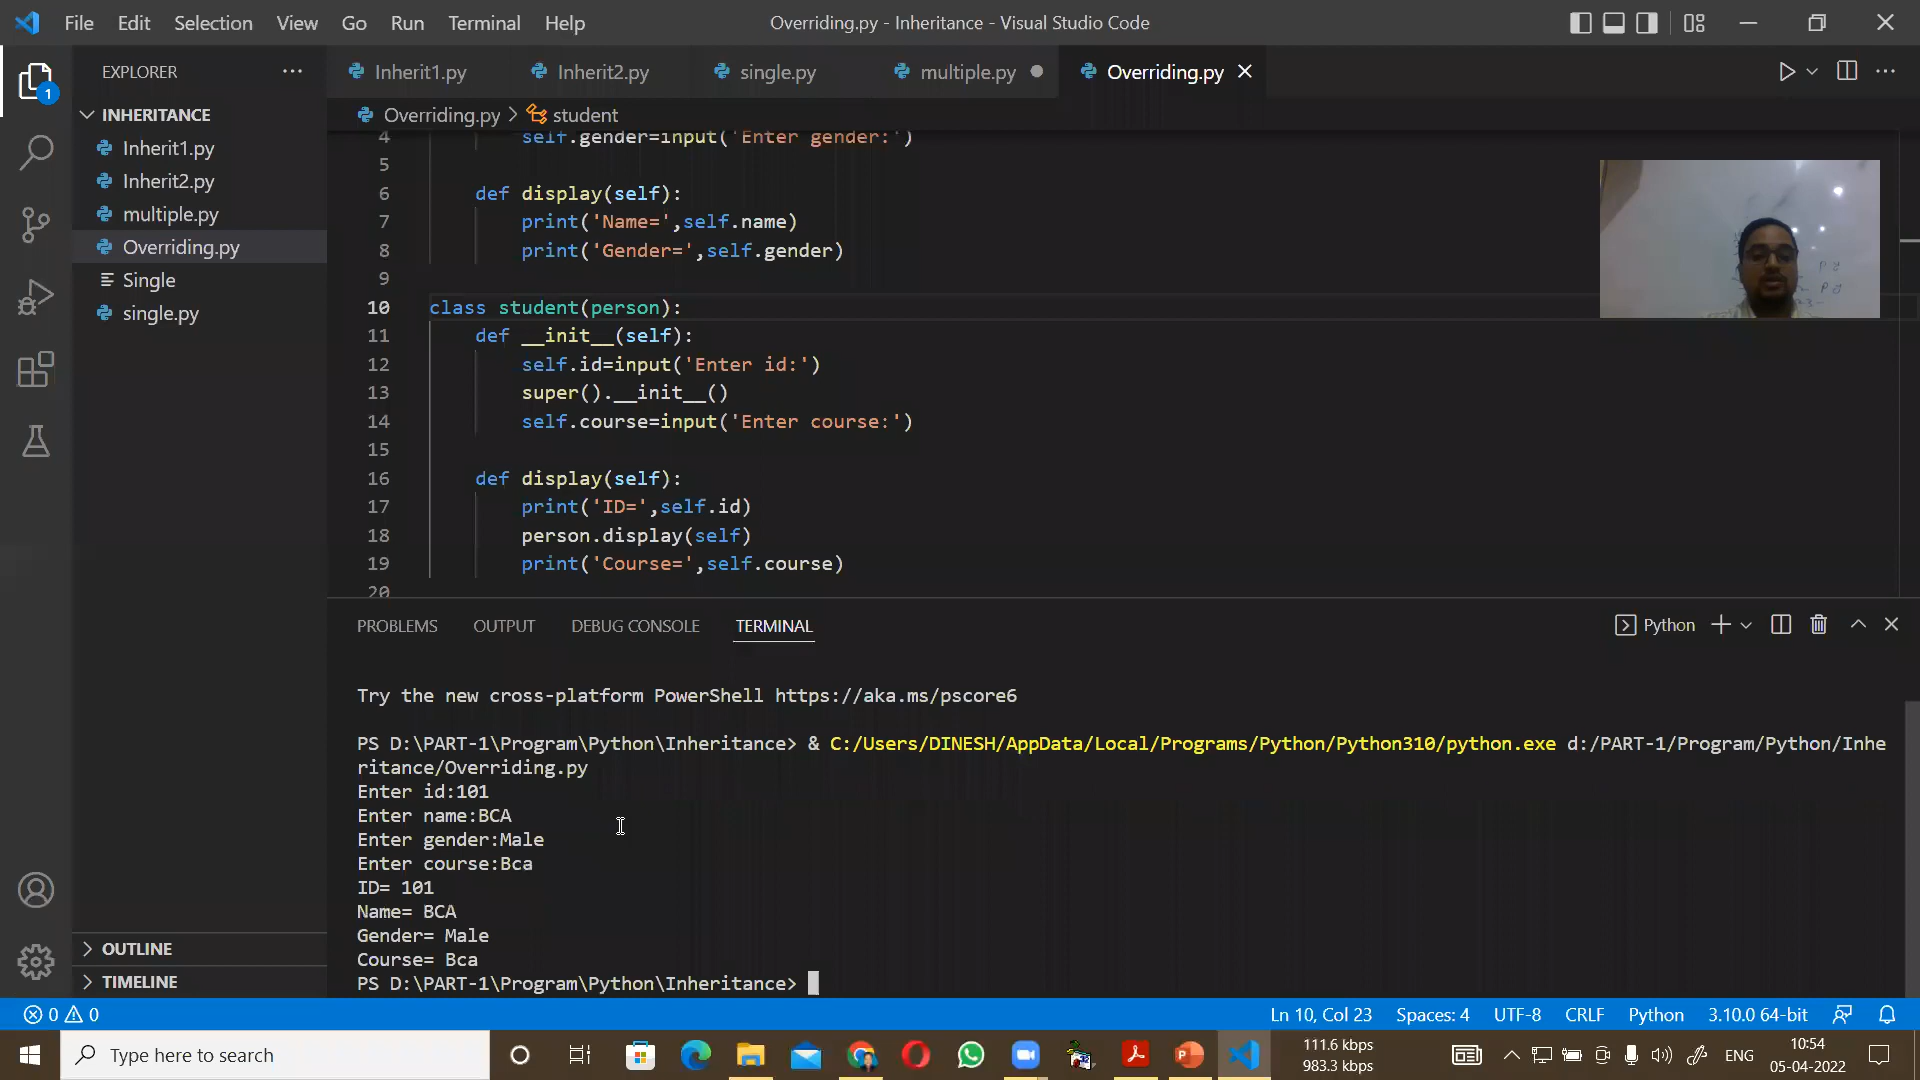 File Edit Selection View Go Run Terminal Help
Overriding.py - Inheritance - Visual Studio Code
EXPLORER
1
INHERITANCE
Inherit1.py
Inherit2.py
multiple.py
Overriding.py
Single
single.py
OUTLINE
TIMELINE
Inherit1.py Inherit2.py single.py multiple.py Overriding.py
Overriding.py > student
4 self.gender=input('Enter gender:')
5
6 def display(self):
7 print('Name=',self.name)
8 print('Gender=',self.gender)
9
10 class student(person):
11 def __init__(self):
12 self.id=input('Enter id:')
13 super().__init__()
14 self.course=input('Enter course:')
15
16 def display(self):
17 print('ID=',self.id)
18 person.display(self)
19 print('Course=',self.course)
20
PROBLEMS OUTPUT DEBUG CONSOLE TERMINAL
Python
Try the new cross-platform PowerShell https://aka.ms/pscore6
PS D:\PART-1\Program\Python\Inheritance> & C:/Users/DINESH/AppData/Local/Programs/Python/Python310/python.exe d:/PART-1/Program/Python/Inhe
ritance/Overriding.py
Enter id:101
Enter name:BCA
Enter gender:Male
Enter course:Bca
ID= 101
Name= BCA
Gender= Male
Course= Bca
PS D:\PART-1\Program\Python\Inheritance>
0 0
Ln 10, Col 23 Spaces: 4 UTF-8 CRLF Python 3.10.0 64-bit
Type here to search
111.6 kbps
983.3 kbps
ENG
10:54
05-04-2022